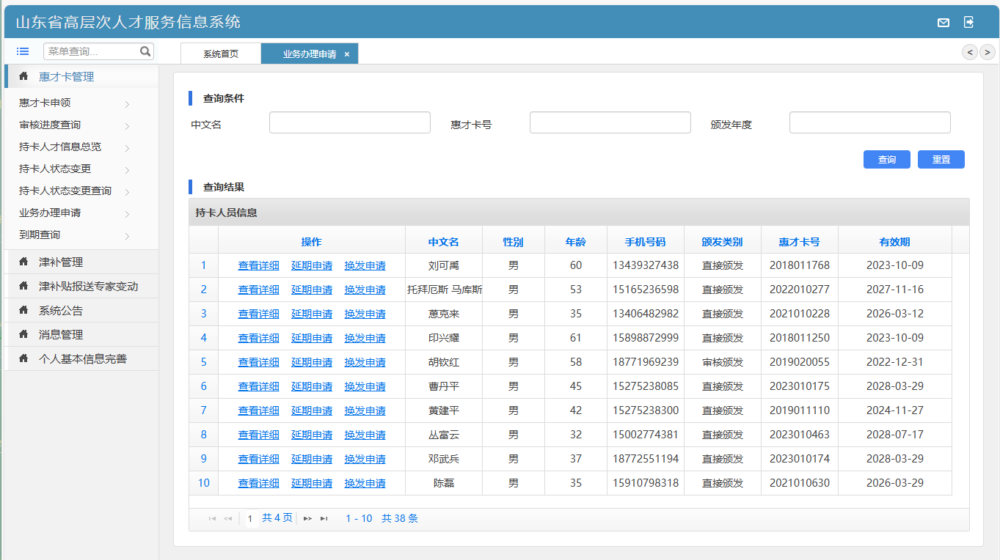 山东省高层次人才服务信息系统
菜单查询...
系统首页 业务办理申请 ×
< >
惠才卡管理
惠才卡申领
审核进度查询
持卡人才信息总览
持卡人状态变更
持卡人状态变更查询
业务办理申请
到期查询
津补管理
津补贴报送专家变动
系统公告
消息管理
个人基本信息完善
查询条件
中文名 惠才卡号 颁发年度
查询 重置
查询结果
持卡人员信息
操作 中文名 性别 年龄 手机号码 颁发类别 惠才卡号 有效期
1 查看详细 延期申请 换发申请 刘可禹 男 60 13439327438 直接颁发 2018011768 2023-10-09
2 查看详细 延期申请 换发申请 托拜厄斯 马库斯 男 53 15165236598 直接颁发 2022010277 2027-11-16
3 查看详细 延期申请 换发申请 蒽克来 男 35 13406482982 直接颁发 2021010228 2026-03-12
4 查看详细 延期申请 换发申请 印兴耀 男 61 15898872999 直接颁发 2018011250 2023-10-09
5 查看详细 延期申请 换发申请 胡钦红 男 58 18771969239 审核颁发 2019020055 2022-12-31
6 查看详细 延期申请 换发申请 曹丹平 男 45 15275238085 直接颁发 2023010175 2028-03-29
7 查看详细 延期申请 换发申请 黄建平 男 42 15275238300 直接颁发 2019011110 2024-11-27
8 查看详细 延期申请 换发申请 丛富云 男 32 15002774381 直接颁发 2023010463 2028-07-17
9 查看详细 延期申请 换发申请 邓武兵 男 37 18772551194 直接颁发 2023010174 2028-03-29
10 查看详细 延期申请 换发申请 陈磊 男 35 15910798318 直接颁发 2021010630 2026-03-29
1 共 4 页 1 - 10 共 38 条